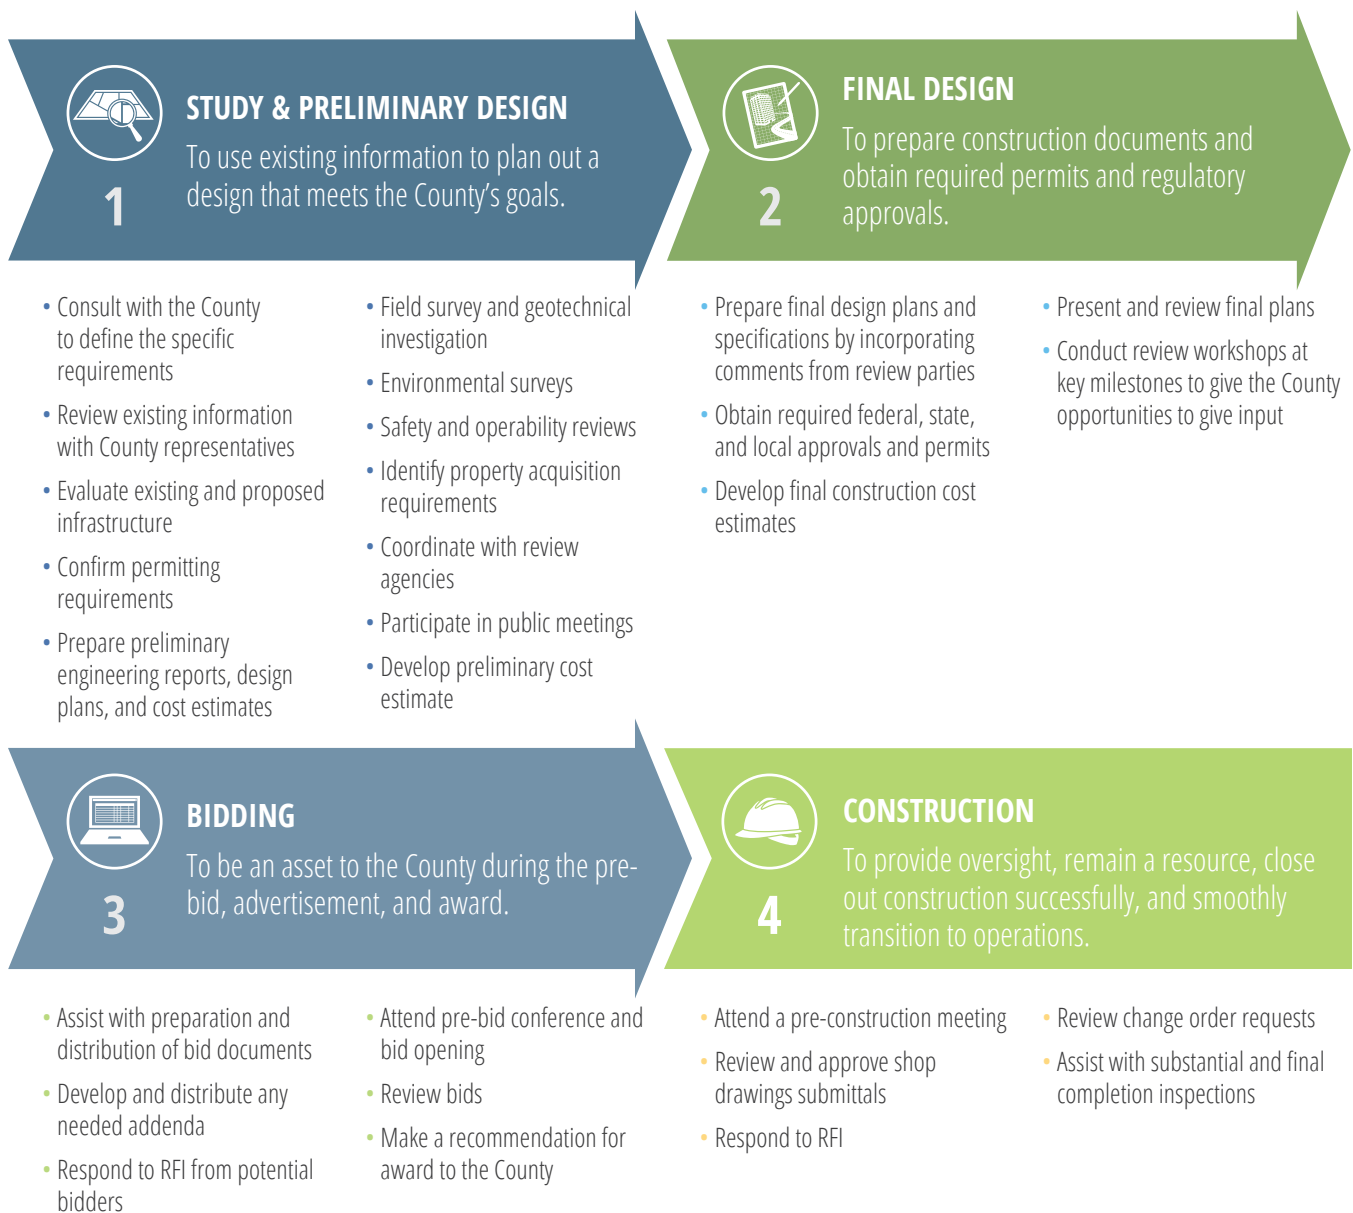 STUDY & PRELIMINARY DESIGN
To use existing information to plan out a
design that meets the County's goals.
1
• Consult with the County
to define the specific
requirements
• Review existing information
with County representatives
• Evaluate existing and proposed
infrastructure
• Confirm permitting
requirements
• Prepare preliminary
engineering reports, design
plans, and cost estimates
• Field survey and geotechnical
investigation
• Environmental surveys
• Safety and operability reviews
• Identify property acquisition
requirements
• Coordinate with review
agencies
• Participate in public meetings
• Develop preliminary cost
estimate
FINAL DESIGN
To prepare construction documents and
obtain required permits and regulatory
approvals.
2
• Prepare final design plans and
specifications by incorporating
comments from review parties
• Obtain required federal, state,
and local approvals and permits
• Develop final construction cost
estimates
• Present and review final plans
• Conduct review workshops at
key milestones to give the County
opportunities to give input
BIDDING
To be an asset to the County during the pre-
bid, advertisement, and award.
3
• Assist with preparation and
distribution of bid documents
• Develop and distribute any
needed addenda
• Respond to RFI from potential
bidders
• Attend pre-bid conference and
bid opening
• Review bids
• Make a recommendation for
award to the County
CONSTRUCTION
To provide oversight, remain a resource, close
out construction successfully, and smoothly
transition to operations.
4
• Attend a pre-construction meeting
• Review and approve shop
drawings submittals
• Respond to RFI
• Review change order requests
• Assist with substantial and final
completion inspections